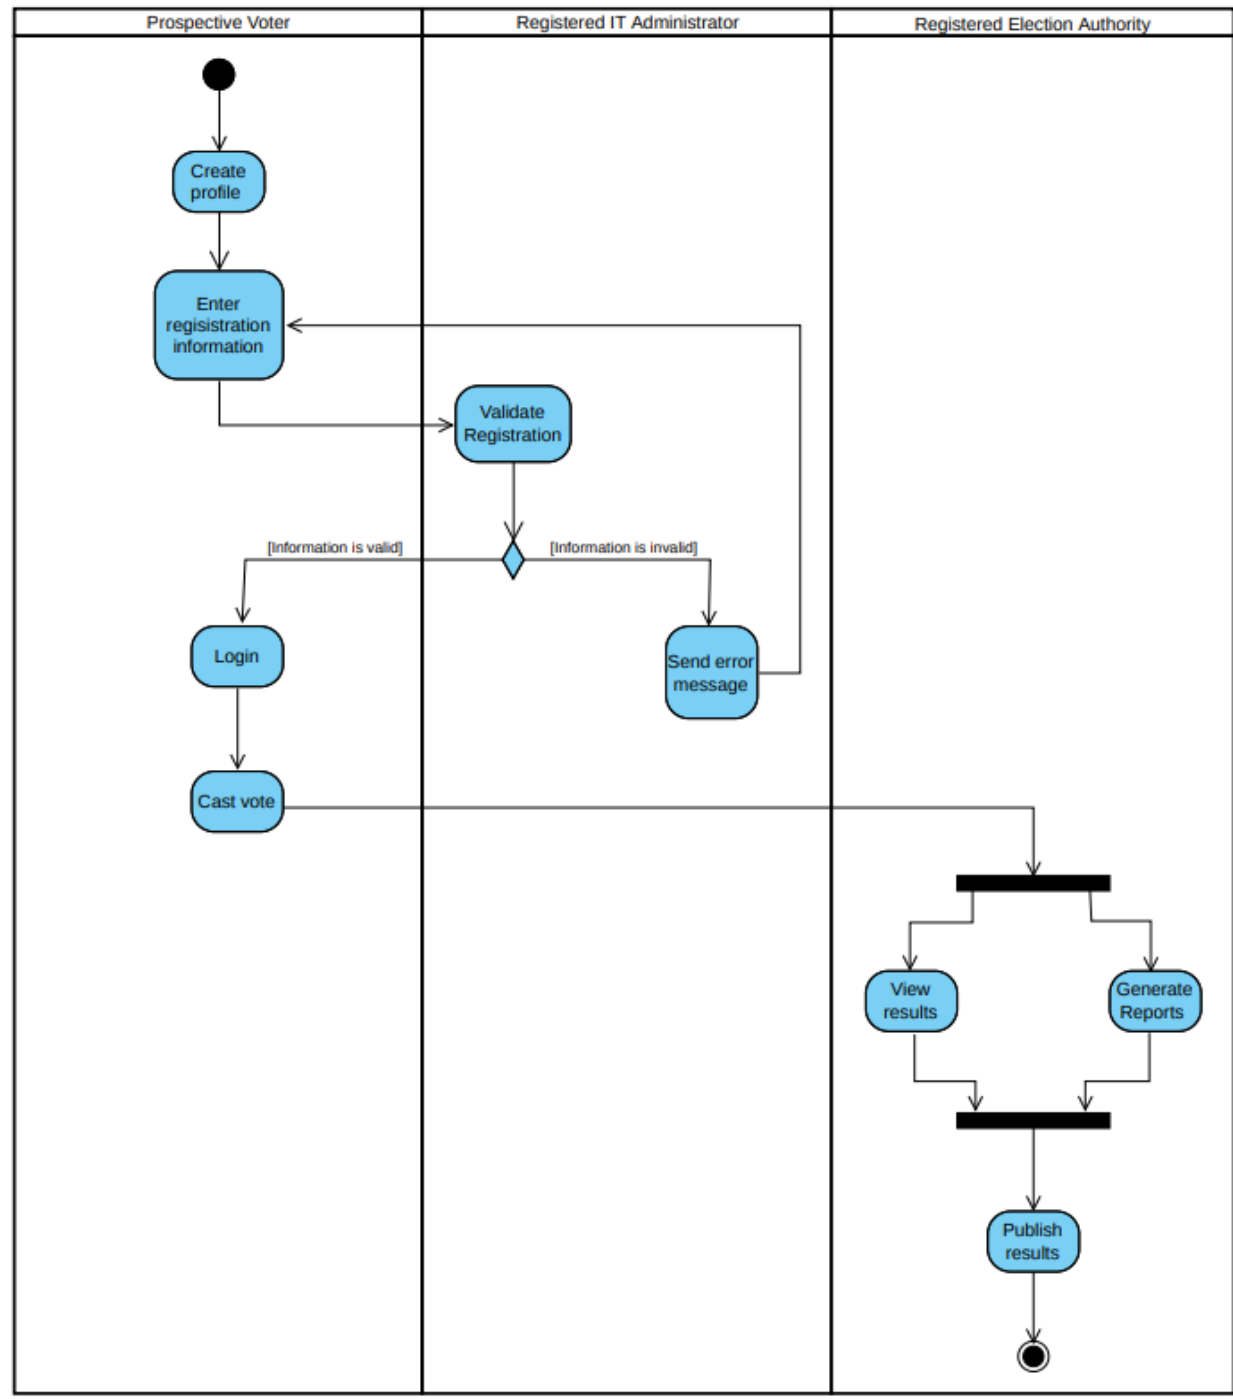 Prospective Voter
Registered IT Administrator
Registered Election Authority
Create
profile
Enter
regisistration
information
Validate
Registration
[Information is valid]
[Information is invalid]
Login
Send error
message
Cast vote
View
results
Generate
Reports
Publish
results